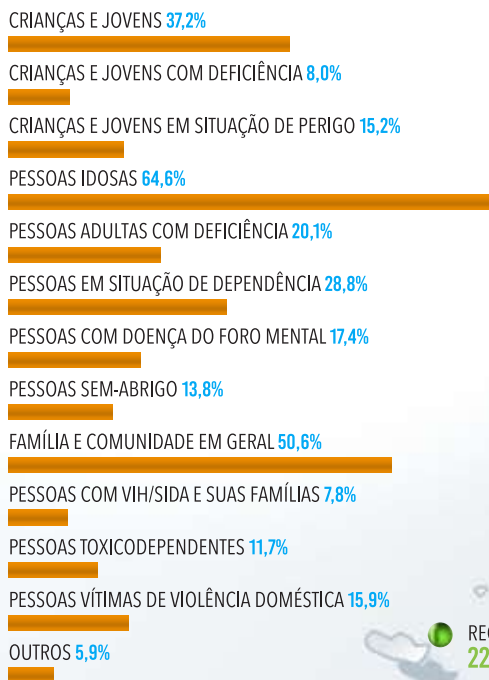 CRIANÇAS E JOVENS 37,2%
CRIANÇAS E JOVENS COM DEFICIÊNCIA 8,0%
CRIANÇAS E JOVENS EM SITUAÇÃO DE PERIGO 15,2%
PESSOAS IDOSAS 64,6%
PESSOAS ADULTAS COM DEFICIÊNCIA 20,1%
PESSOAS EM SITUAÇÃO DE DEPENDÊNCIA 28,8%
PESSOAS COM DOENÇA DO FORO MENTAL 17,4%
PESSOAS SEM-ABRIGO 13,8%
FAMÍLIA E COMUNIDADE EM GERAL 50,6%
PESSOAS COM VIH/SIDA E SUAS FAMÍLIAS 7,8%
PESSOAS TOXICODEPENDENTES 11,7%
PESSOAS VÍTIMAS DE VIOLÊNCIA DOMÉSTICA 15,9%
OUTROS 5,9%